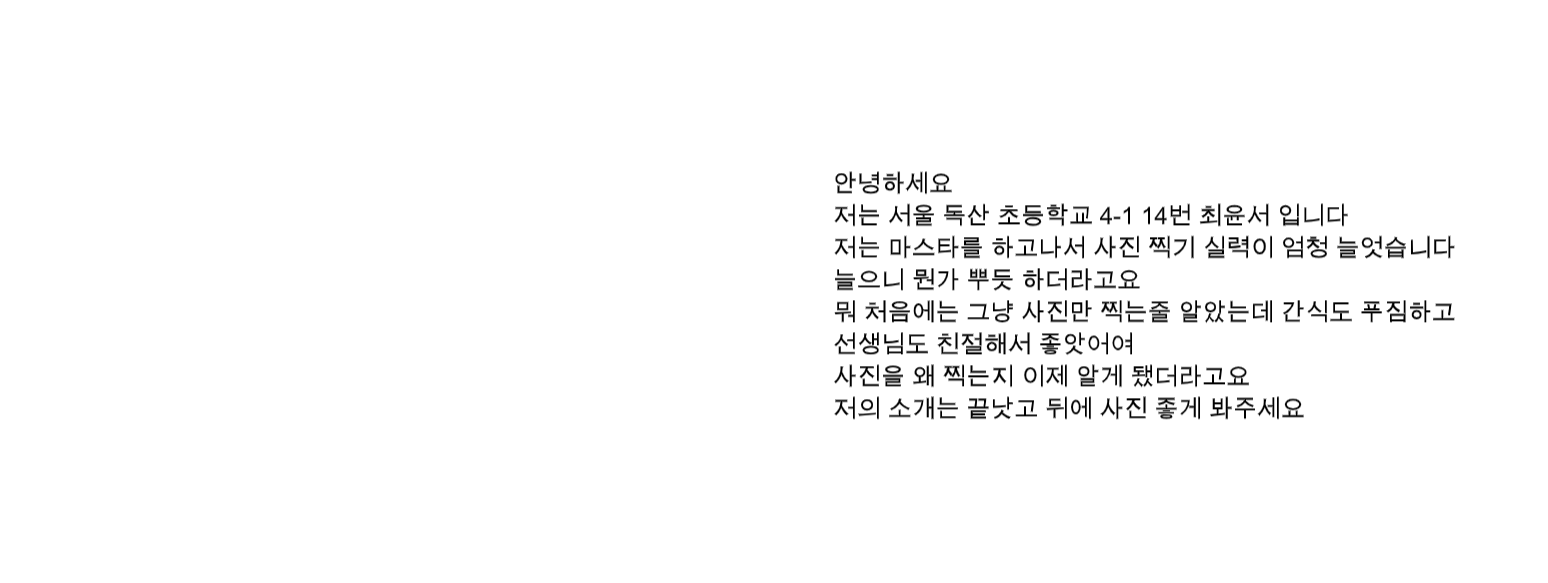 안녕하세요
저는 서울 독산 초등학교 4-1 14번 최윤서 입니다
저는 마스타를 하고나서 사진 찍기 실력이 엄청 늘엇습니다
늘으니 뭔가 뿌듯 하더라고요
뭐 처음에는 그냥 사진만 찍는줄 알았는데 간식도 푸짐하고
선생님도 친절해서 좋앗어여
사진을 왜 찍는지 이제 알게 됐더라고요
저의 소개는 끝낫고 뒤에 사진 좋게 봐주세요